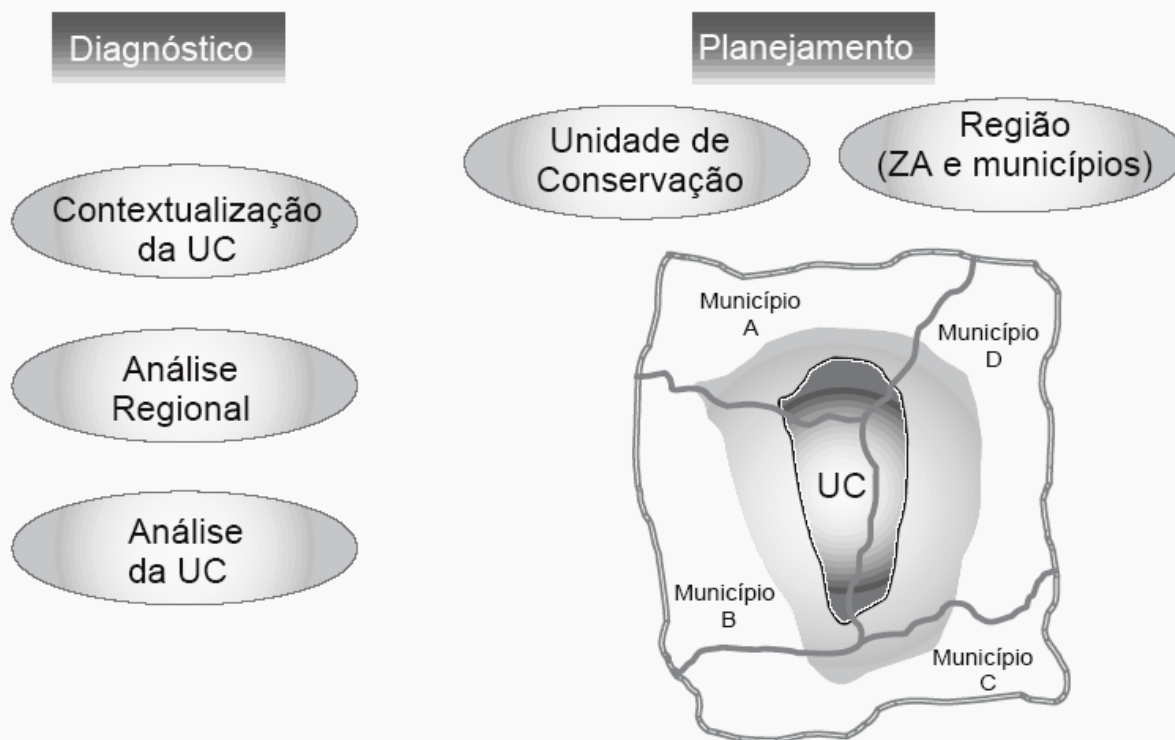 Diagnóstico
Contextualização
da UC
Análise
Regional
Análise
da UC
Planejamento
Unidade de
Conservação
Região
(ZA e municípios)
Município
A
Município
D
UC
Município
B
Município
C